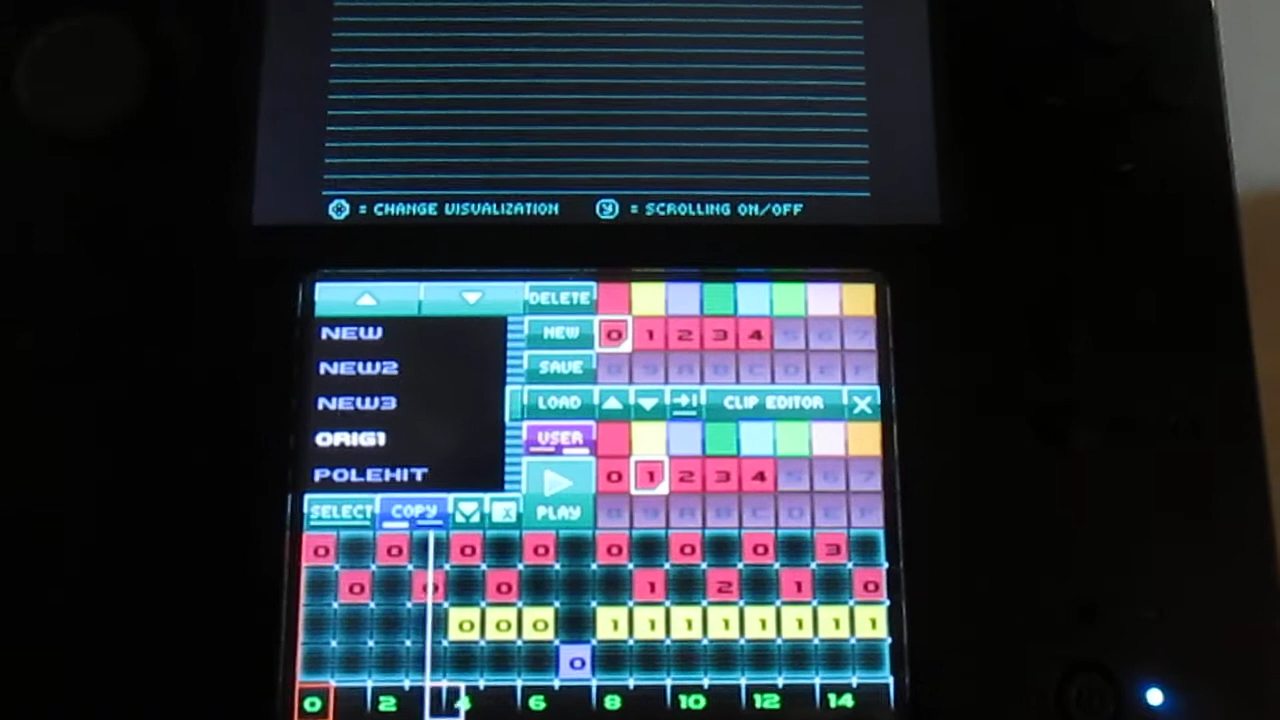 = CHANGE VISUALIZATION Y = SCROLLING ON/OFF
DELETE
NEW NEW 0 1 2 3 4 5 6 7
NEW2 SAVE 8 9 A B C D E F
NEW3 LOAD CLIP EDITOR X
ORIG1 USER
POLEHIT 0 1 2 3 4 5 6 7
SELECT COPY X PLAY 8 9 A B C D E F
0 0 0 0 0 0 0 3
0 0 0 1 2 1 0
0 0 0 1 1 1 1 1 1 1 1
0
0 2 4 6 8 10 12 14